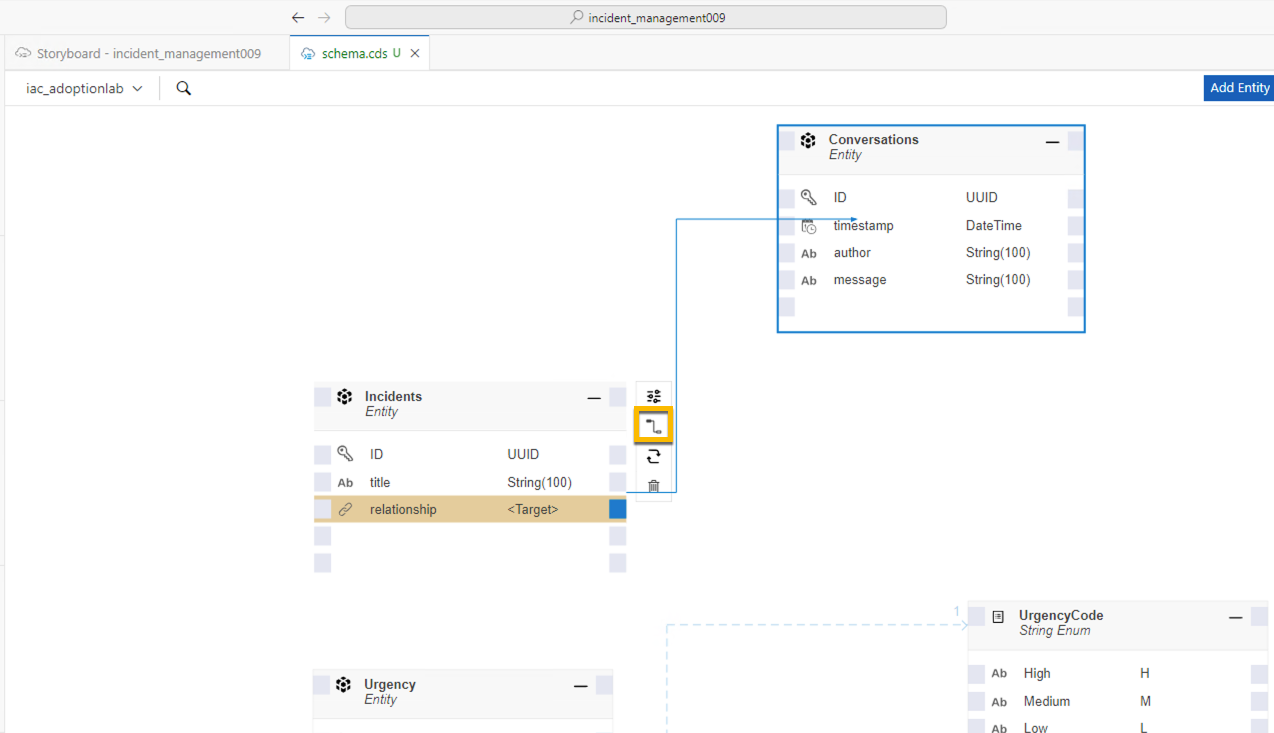 incident_management009
Storyboard - incident_management009
schema.cds U
iac_adoptionlab
Add Entity
Conversations
Entity
ID UUID
timestamp DateTime
Ab author String(100)
Ab message String(100)
Incidents
Entity
ID UUID
Ab title String(100)
relationship <Target>
1
UrgencyCode
String Enum
Ab High H
Ab Medium M
Ab Low L
Urgency
Entity